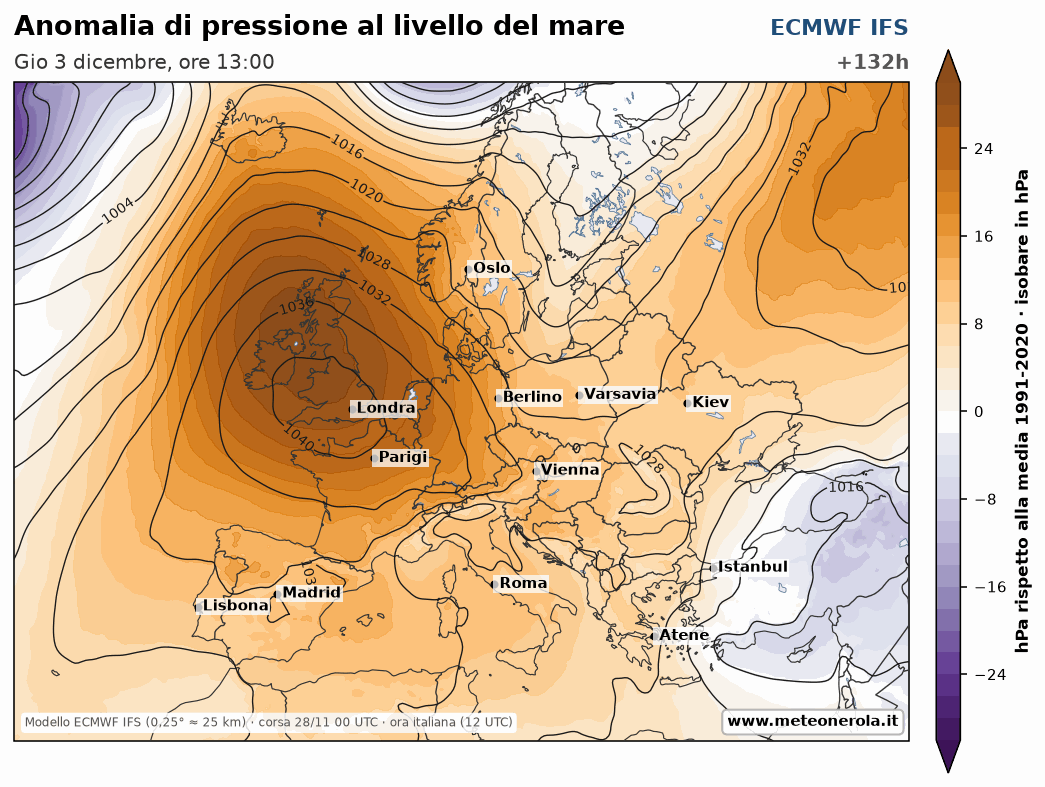 Anomalia di pressione al livello del mare
ECMWF IFS
Gio 3 dicembre, ore 13:00
+132h
1016
1032
1020
1004
1028
Oslo
1032
10
1036
Berlino
Varsavia
Kiev
Londra
1040
Parigi
1028
Vienna
1016
Istanbul
103
Madrid
Roma
Lisbona
Atene
Modello ECMWF IFS (0,25° ≈ 25 km) · corsa 28/11 00 UTC · ora italiana (12 UTC)
www.meteonerola.it
24
16
8
0
−8
−16
−24
hPa rispetto alla media 1991-2020 · isobare in hPa